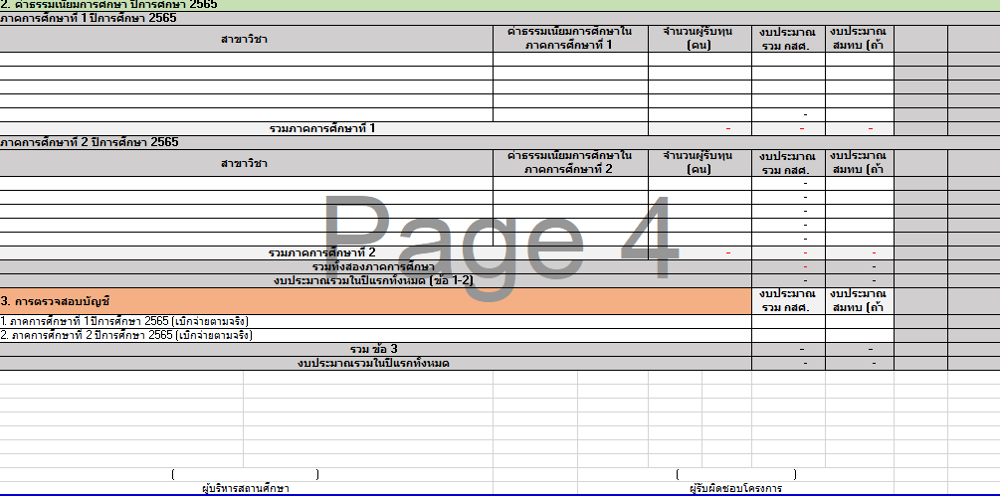 2. ค่าธรรมเนียมการศึกษา ปีการศึกษา 2565
ภาคการศึกษาที่ 1 ปีการศึกษา 2565
สาขาวิชา ค่าธรรมเนียมการศึกษาใน จำนวนผู้รับทุน งบประมาณ งบประมาณ
ภาคการศึกษาที่ 1 (คน) รวม กสศ. สมทบ (ถ้า
-
รวมภาคการศึกษาที่ 1 - - -
ภาคการศึกษาที่ 2 ปีการศึกษา 2565
สาขาวิชา ค่าธรรมเนียมการศึกษาใน จำนวนผู้รับทุน งบประมาณ งบประมาณ
ภาคการศึกษาที่ 2 (คน) รวม กสศ. สมทบ (ถ้า
-
-
-
-
-
Page 4
รวมภาคการศึกษาที่ 2 - - -
รวมทั้งสองภาคการศึกษา - -
งบประมาณรวมในปีแรกทั้งหมด (ข้อ 1-2) - -
3. การตรวจสอบบัญชี งบประมาณ งบประมาณ
รวม กสศ. สมทบ (ถ้า
1. ภาคการศึกษาที่ 1 ปีการศึกษา 2565 (เบิกจ่ายตามจริง)
2. ภาคการศึกษาที่ 2 ปีการศึกษา 2565 (เบิกจ่ายตามจริง)
รวม ข้อ 3 - -
งบประมาณรวมในปีแรกทั้งหมด - -
( ) ( )
ผู้บริหารสถานศึกษา ผู้รับผิดชอบโครงการ